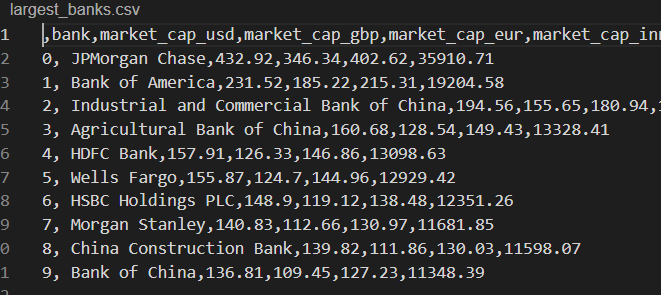 largest_banks.csv
1 ,bank,market_cap_usd,market_cap_gbp,market_cap_eur,market_cap_in
2 0, JPMorgan Chase,432.92,346.34,402.62,35910.71
3 1, Bank of America,231.52,185.22,215.31,19204.58
4 2, Industrial and Commercial Bank of China,194.56,155.65,180.94,1
5 3, Agricultural Bank of China,160.68,128.54,149.43,13328.41
6 4, HDFC Bank,157.91,126.33,146.86,13098.63
7 5, Wells Fargo,155.87,124.7,144.96,12929.42
8 6, HSBC Holdings PLC,148.9,119.12,138.48,12351.26
9 7, Morgan Stanley,140.83,112.66,130.97,11681.85
0 8, China Construction Bank,139.82,111.86,130.03,11598.07
1 9, Bank of China,136.81,109.45,127.23,11348.39
2